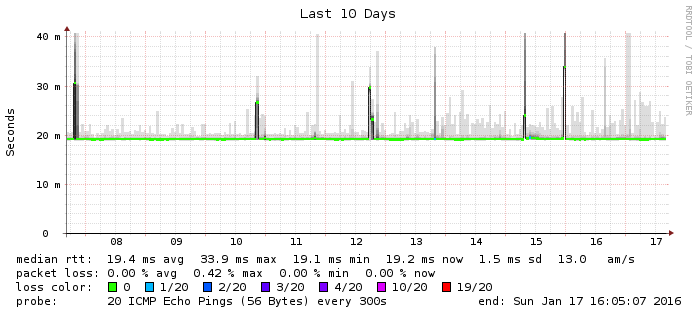 Last 10 Days
RRDTOOL / TOBI OETIKER
Seconds
40 m
30 m
20 m
10 m
0
08 09 10 11 12 13 14 15 16 17
median rtt: 19.4 ms avg 33.9 ms max 19.1 ms min 19.2 ms now 1.5 ms sd 13.0 am/s
packet loss: 0.00 % avg 0.42 % max 0.00 % min 0.00 % now
loss color: 0 1/20 2/20 3/20 4/20 10/20 19/20
probe: 20 ICMP Echo Pings (56 Bytes) every 300s end: Sun Jan 17 16:05:07 2016